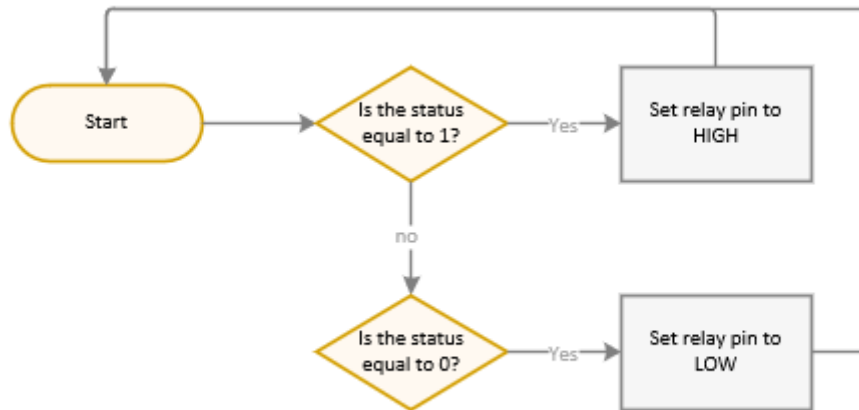 Start
Is the status
equal to 1?
Yes
Set relay pin to
HIGH
no
Is the status
equal to 0?
Yes
Set relay pin to
LOW